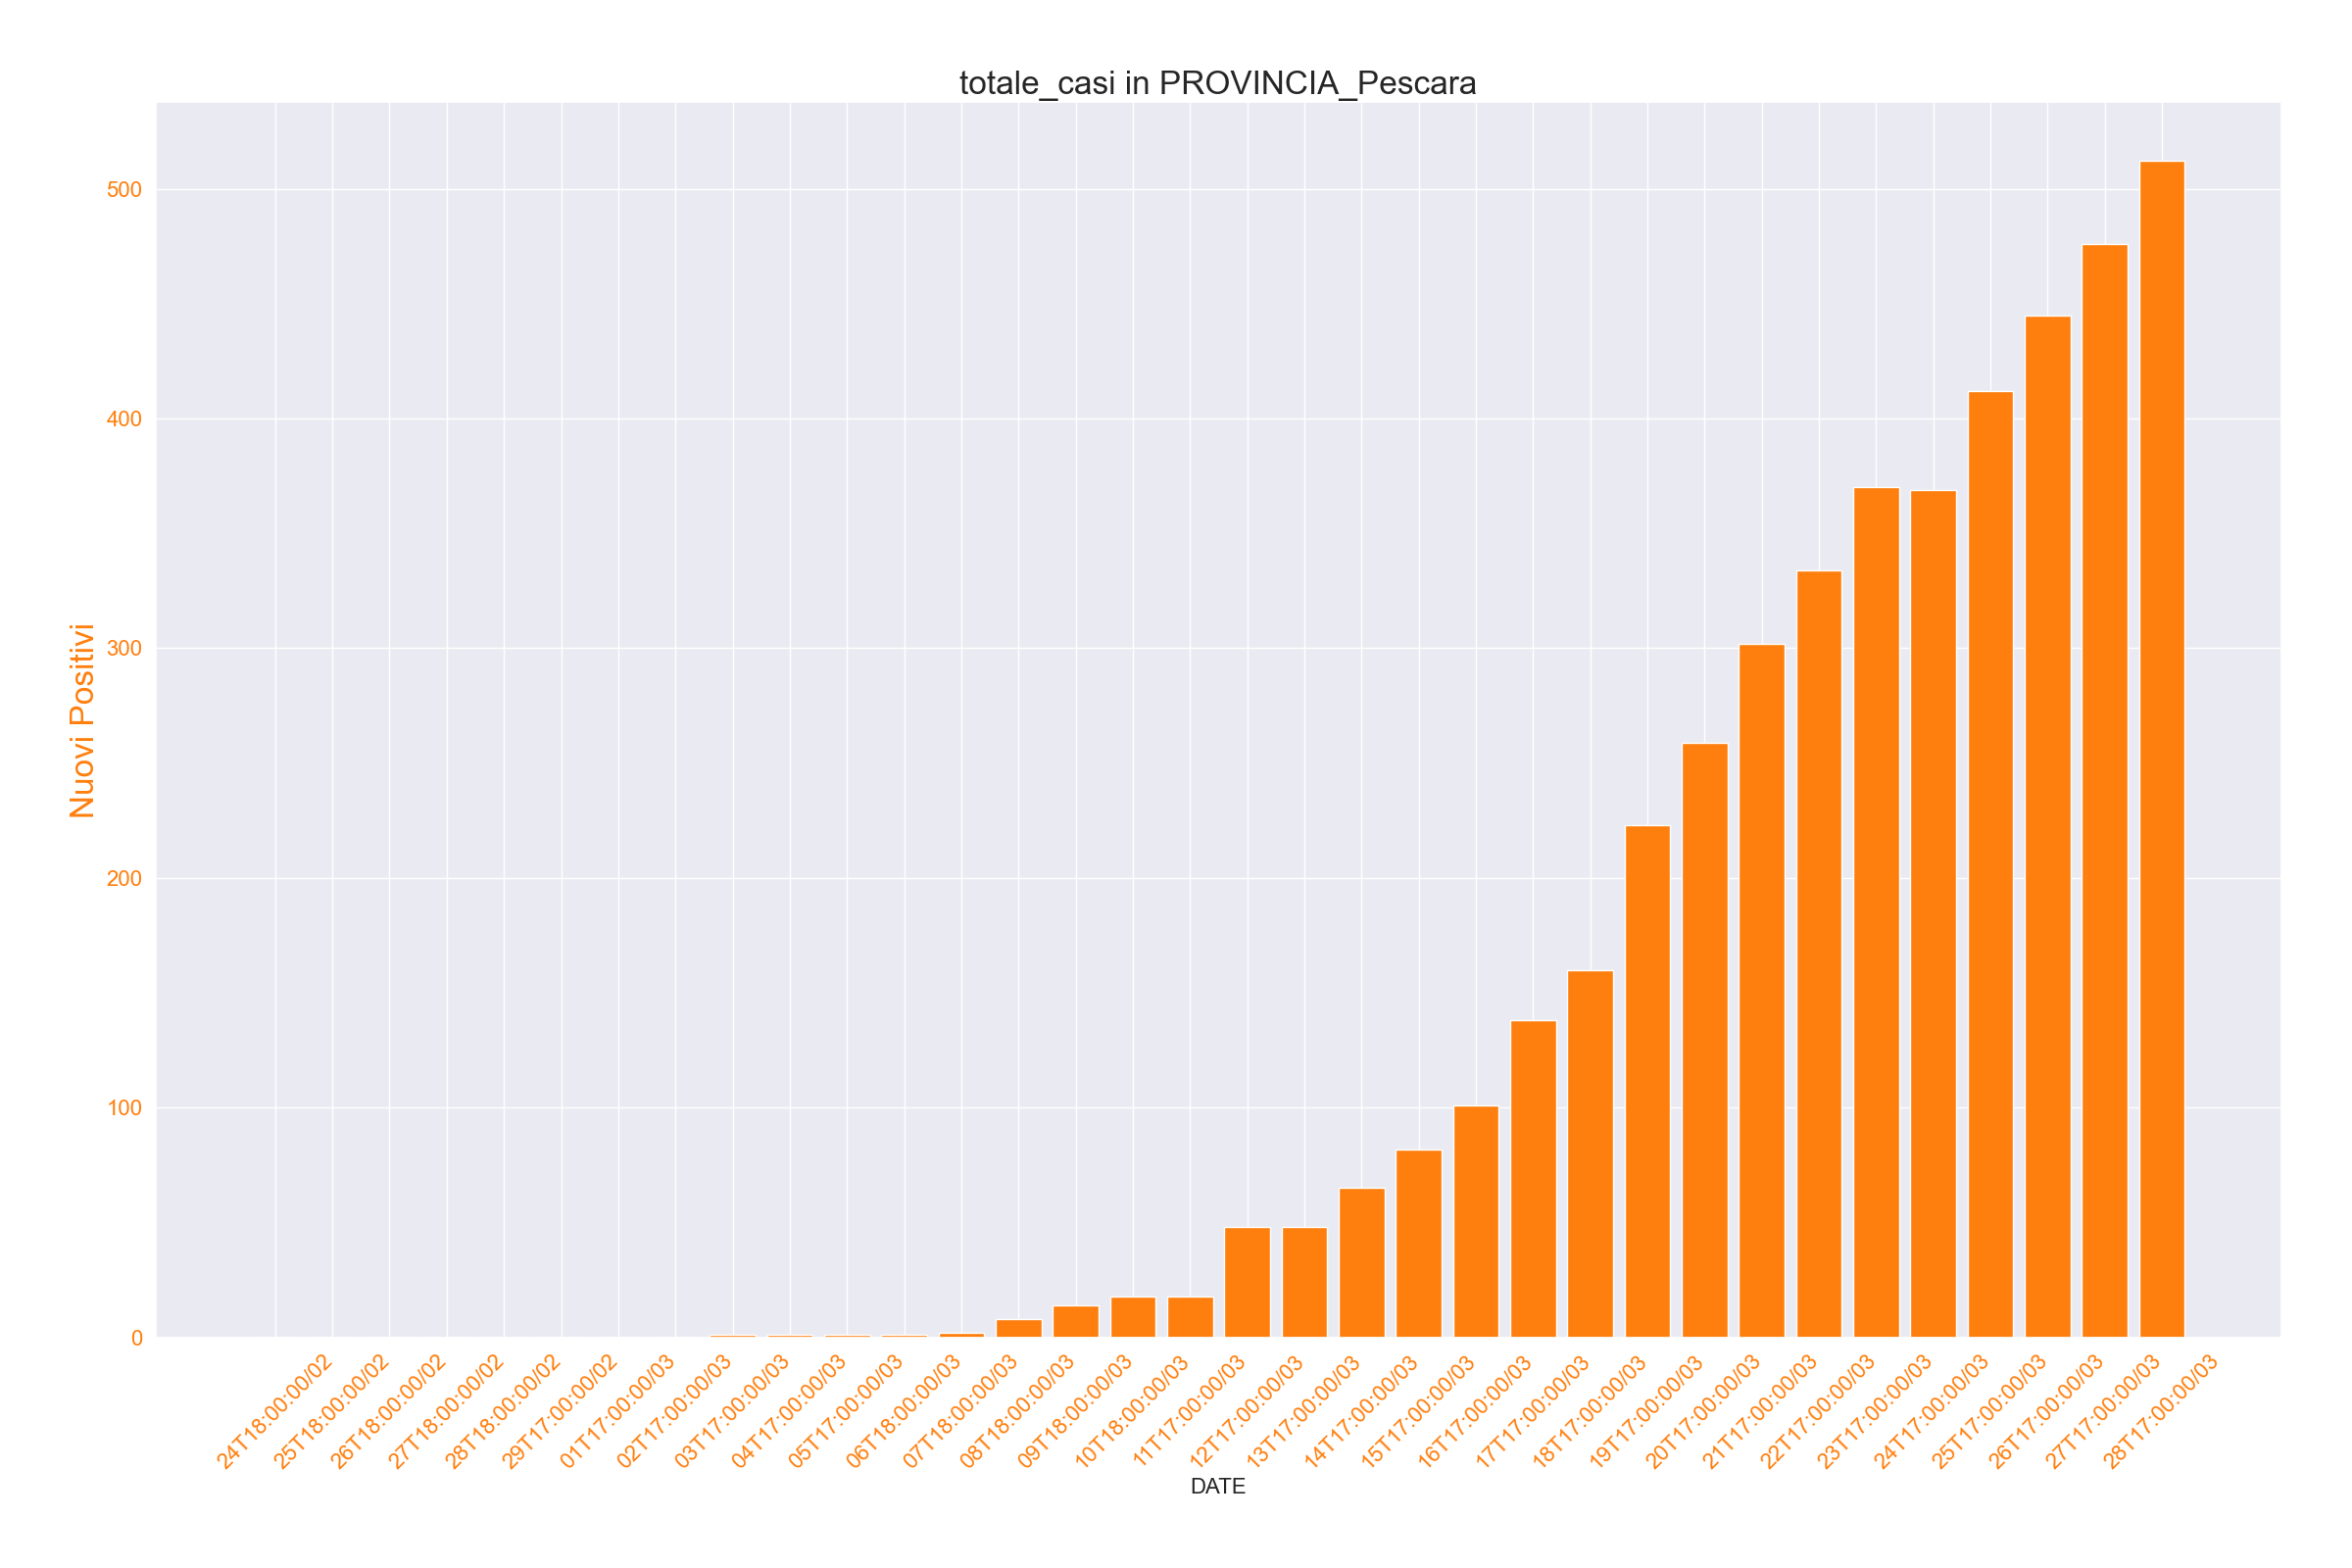 totale_casi in PROVINCIA_Pescara
Nuovi Positivi
500
400
300
200
100
0
24T18:00:00/02
25T18:00:00/02
26T18:00:00/02
27T18:00:00/02
28T18:00:00/02
29T17:00:00/02
01T17:00:00/03
02T17:00:00/03
03T17:00:00/03
04T17:00:00/03
05T17:00:00/03
06T18:00:00/03
07T18:00:00/03
08T18:00:00/03
09T18:00:00/03
10T18:00:00/03
11T17:00:00/03
12T17:00:00/03
13T17:00:00/03
14T17:00:00/03
15T17:00:00/03
16T17:00:00/03
17T17:00:00/03
18T17:00:00/03
19T17:00:00/03
20T17:00:00/03
21T17:00:00/03
22T17:00:00/03
23T17:00:00/03
24T17:00:00/03
25T17:00:00/03
26T17:00:00/03
27T17:00:00/03
28T17:00:00/03
DATE